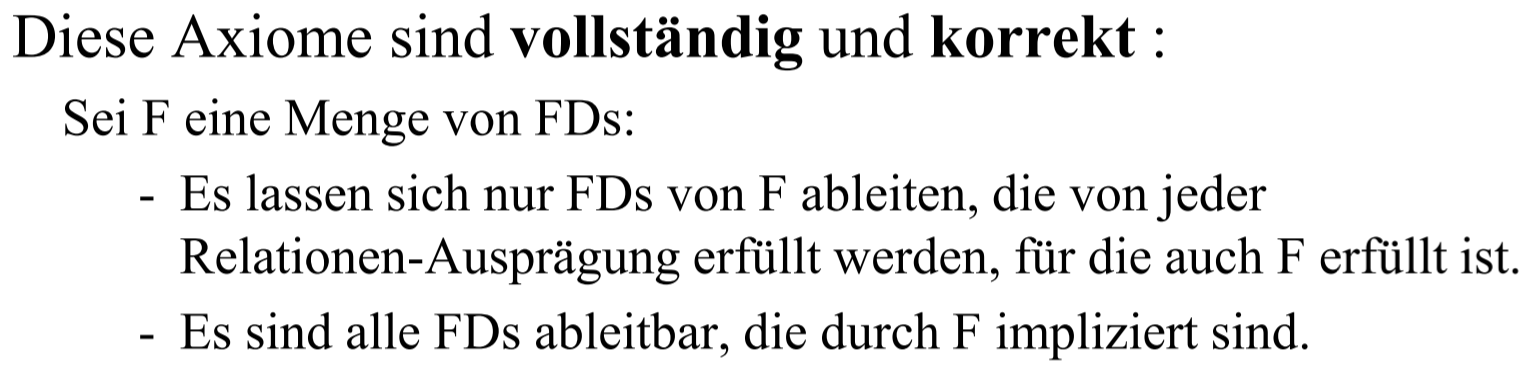 Diese Axiome sind vollständig und korrekt :
Sei F eine Menge von FDs:
- Es lassen sich nur FDs von F ableiten, die von jeder
Relationen-Ausprägung erfüllt werden, für die auch F erfüllt ist.
- Es sind alle FDs ableitbar, die durch F impliziert sind.